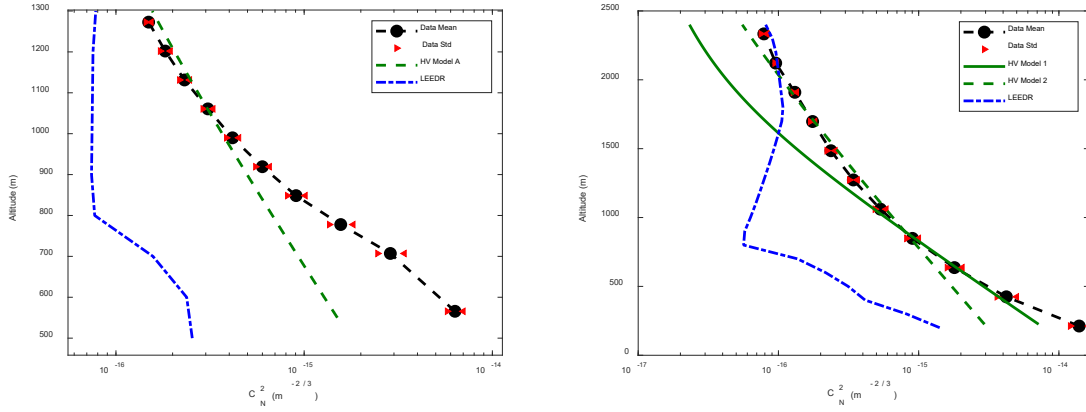 1300
1200
1100
1000
900
800
700
600
500
Altitude (m)
10 -16
10 -15
10 -14
C N 2 (m -2/3 )
Data Mean
Data Std
HV Model A
LEEDR
2500
2000
1500
1000
500
0
Altitude (m)
10 -17
10 -16
10 -15
10 -14
C N 2 (m -2/3 )
Data Mean
Data Std
HV Model 1
HV Model 2
LEEDR